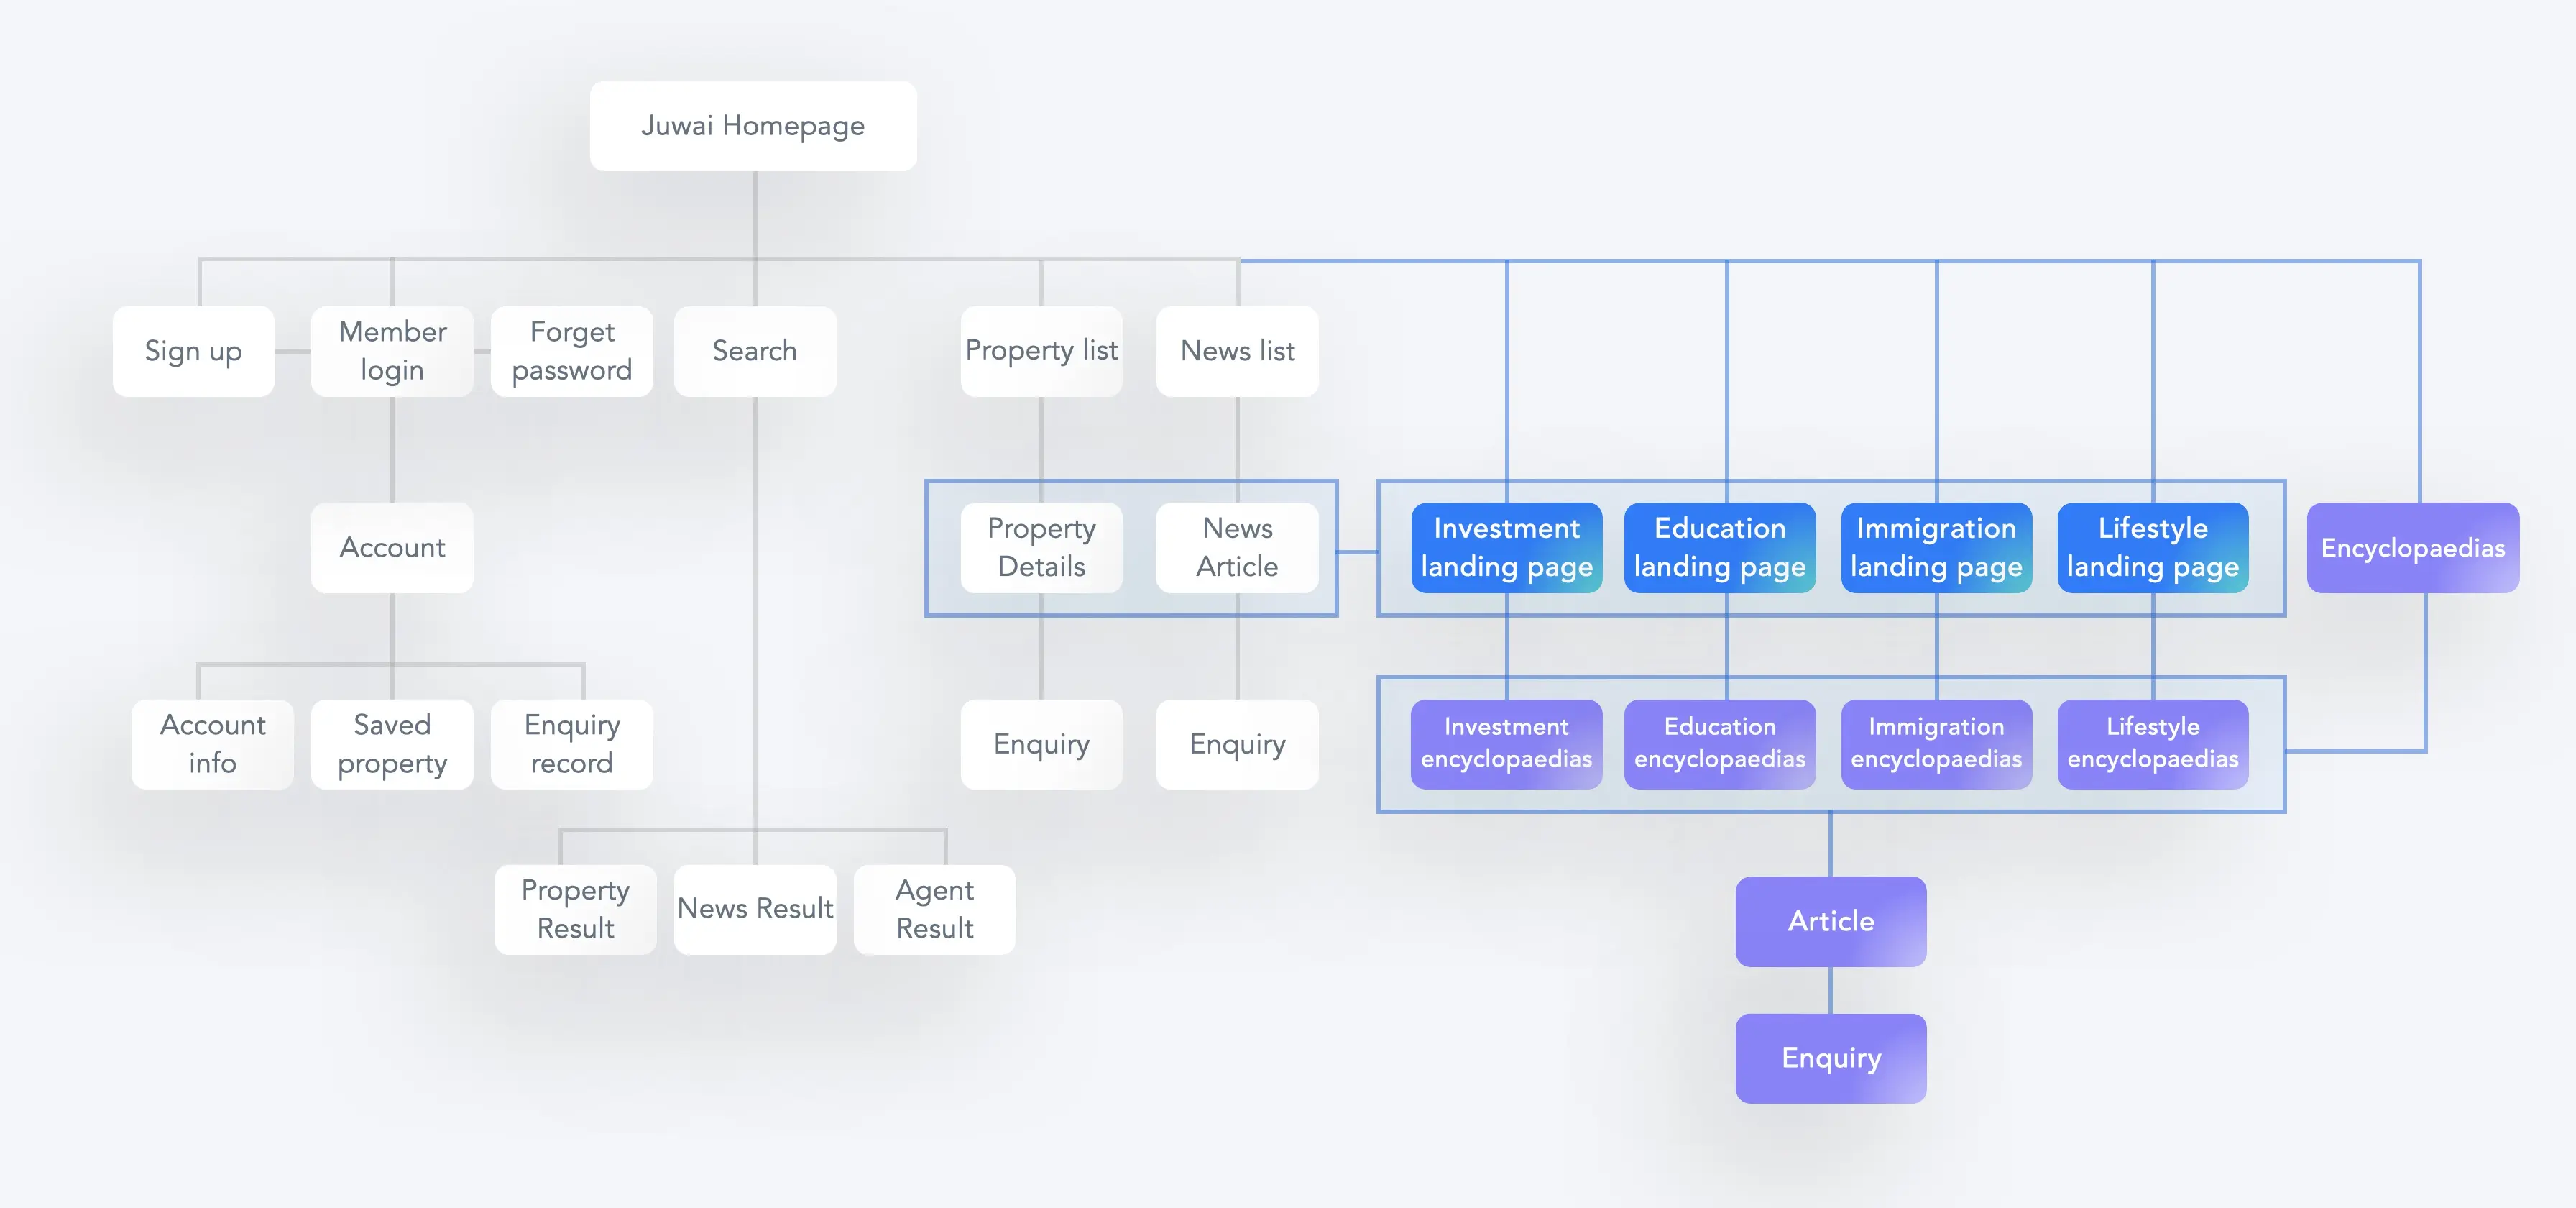 Juwai Homepage
Sign up
Member
login
Forget
password
Search
Property list
News list
Account
Property
Details
News
Article
Investment
landing page
Education
landing page
Immigration
landing page
Lifestyle
landing page
Encyclopaedias
Account
info
Saved
property
Enquiry
record
Enquiry
Enquiry
Investment
encyclopaedias
Education
encyclopaedias
Immigration
encyclopaedias
Lifestyle
encyclopaedias
Property
Result
News Result
Agent
Result
Article
Enquiry